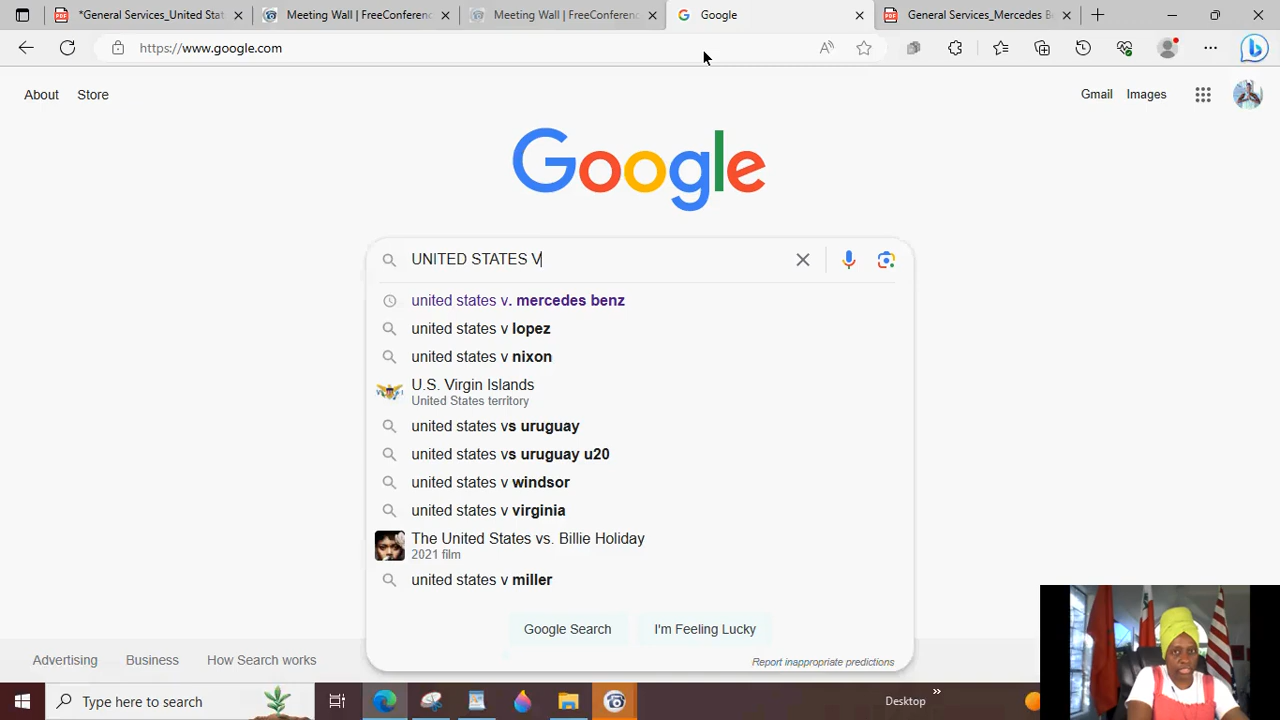 *General Services_United Stat
Meeting Wall | FreeConferenc
Meeting Wall | FreeConferenc
Google
General Services_Mercedes Be
https://www.google.com
About
Store
Gmail
Images
Google
UNITED STATES V
united states v. mercedes benz
united states v lopez
united states v nixon
U.S. Virgin Islands
United States territory
united states vs uruguay
united states vs uruguay u20
united states v windsor
united states v virginia
The United States vs. Billie Holiday
2021 film
united states v miller
Google Search
I'm Feeling Lucky
Report inappropriate predictions
Advertising
Business
How Search works
Type here to search
Desktop